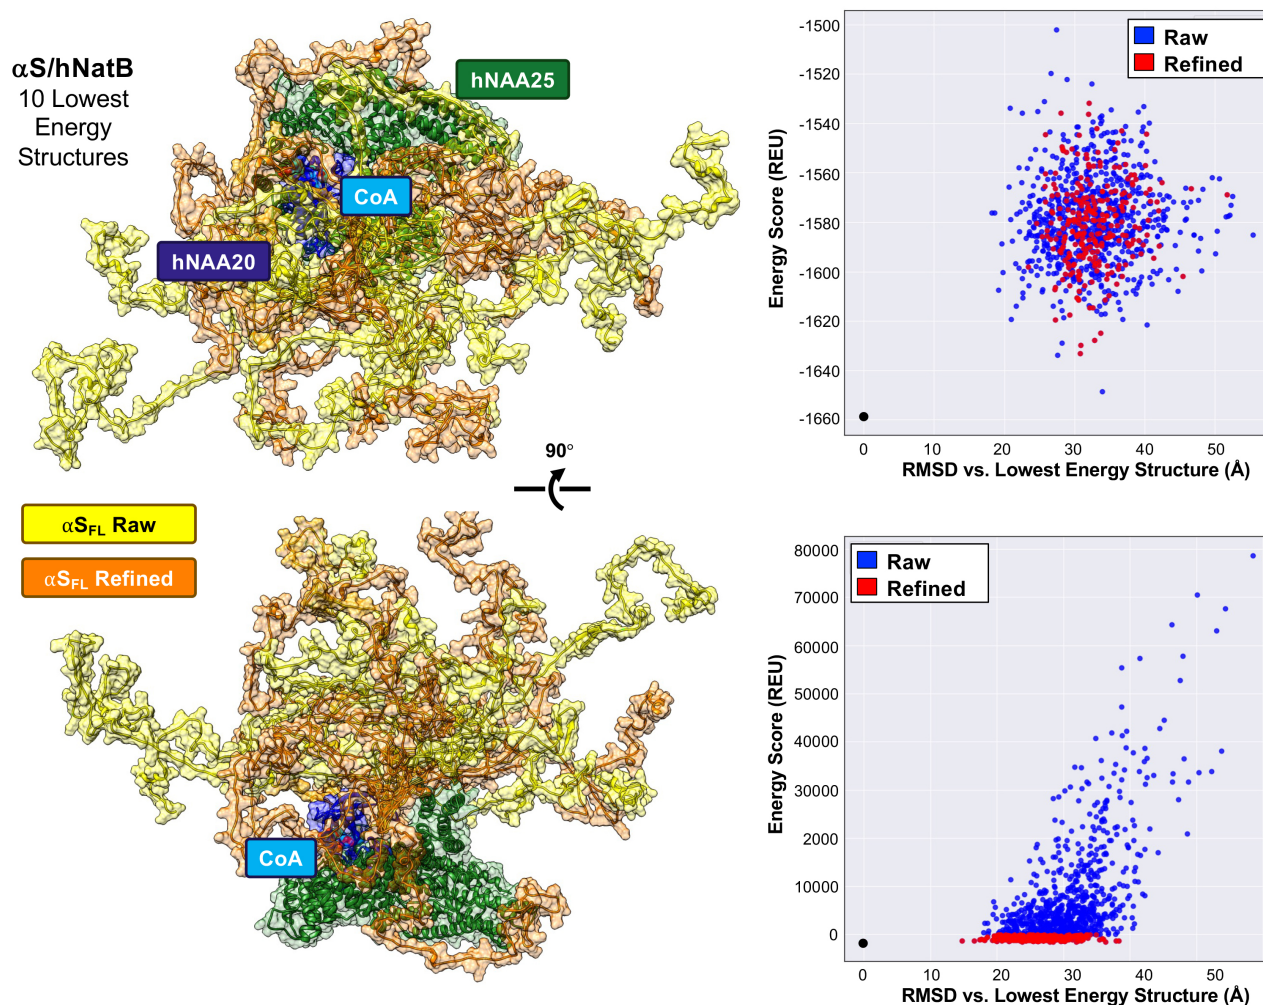 αS/hNatB
10 Lowest
Energy
Structures
hNAA25
CoA
hNAA20
90°
αSFL Raw
αSFL Refined
CoA
Raw
Refined
Energy Score (REU)
-1500
-1520
-1540
-1560
-1580
-1600
-1620
-1640
-1660
0 10 20 30 40 50
RMSD vs. Lowest Energy Structure (Å)
Raw
Refined
Energy Score (REU)
80000
70000
60000
50000
40000
30000
2000
10000
0
0 10 20 30 40 50
RMSD vs. Lowest Energy Structure (Å)